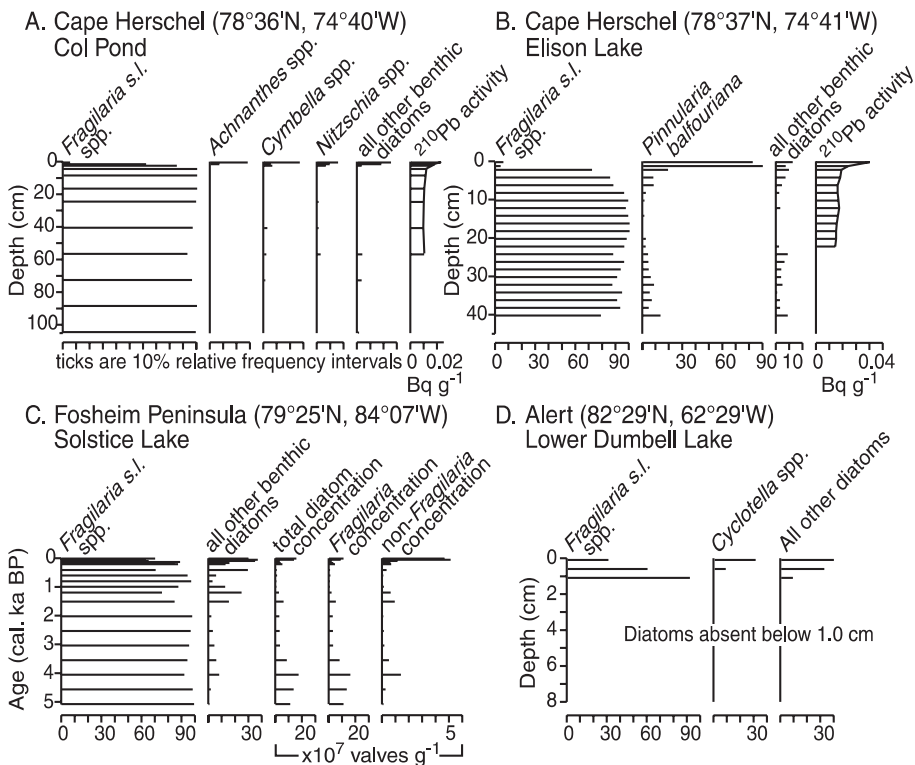 A. Cape Herschel (78°36'N, 74°40'W)
Col Pond
Fragilaria s.l.
spp.
Achnanthes spp.
Cymbella spp.
Nitzschia spp.
all other benthic
diatoms
²¹⁰Pb activity
Depth (cm)
0
20
40
60
80
100
ticks are 10% relative frequency intervals
0 0.02
Bq g⁻¹
B. Cape Herschel (78°37'N, 74°41'W)
Elison Lake
Fragilaria s.l.
spp.
Pinnularia
balfouriana
all other benthic
diatoms
²¹⁰Pb activity
Depth (cm)
0
10
20
30
40
0 30 60 90
0 30 60 90
10
0 0.04
Bq g⁻¹
C. Fosheim Peninsula (79°25'N, 84°07'W)
Solstice Lake
Fragilaria s.l.
spp.
all other benthic
diatoms
total diatom
concentration
Fragilaria
concentration
non-Fragilaria
concentration
Age (cal. ka BP)
0
1
2
3
4
5
0 30 60 90
30
20
20
5
x10⁷ valves g⁻¹
D. Alert (82°29'N, 62°29'W)
Lower Dumbell Lake
Fragilaria s.l.
spp.
Cyclotella spp.
All other diatoms
Depth (cm)
0
2
4
6
8
Diatoms absent below 1.0 cm
0 30 60 90
0 30
0 30